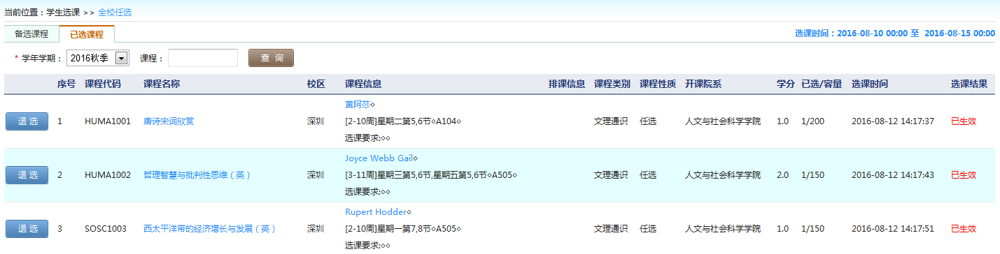 当前位置：学生选课 >> 全校任选
备选课程 已选课程 选课时间：2016-08-10 00:00 至 2016-08-15 00:00
* 学年学期： 2016秋季 课程： 查 询
序号 课程代码 课程名称 校区 课程信息 排课信息 课程类别 课程性质 开课院系 学分 已选/容量 选课时间 选课结果
黄阿莎◇
退 选 1 HUMA1001 唐诗宋词欣赏 深圳 [2-10周]星期二第5,6节◇A104◇ 文理通识 任选 人文与社会科学学院 1.0 1/200 2016-08-12 14:17:37 已生效
选课要求:◇◇
Joyce Webb Gail◇
退 选 2 HUMA1002 哲理智慧与批判性思维（英） 深圳 [3-11周]星期三第5,6节,星期五第5,6节◇A505◇ 文理通识 任选 人文与社会科学学院 2.0 1/150 2016-08-12 14:17:43 已生效
选课要求:◇◇
Rupert Hodder◇
退 选 3 SOSC1003 西太平洋带的经济增长与发展（英） 深圳 [2-10周]星期一第7,8节◇A505◇ 文理通识 任选 人文与社会科学学院 1.0 1/150 2016-08-12 14:17:51 已生效
选课要求:◇◇